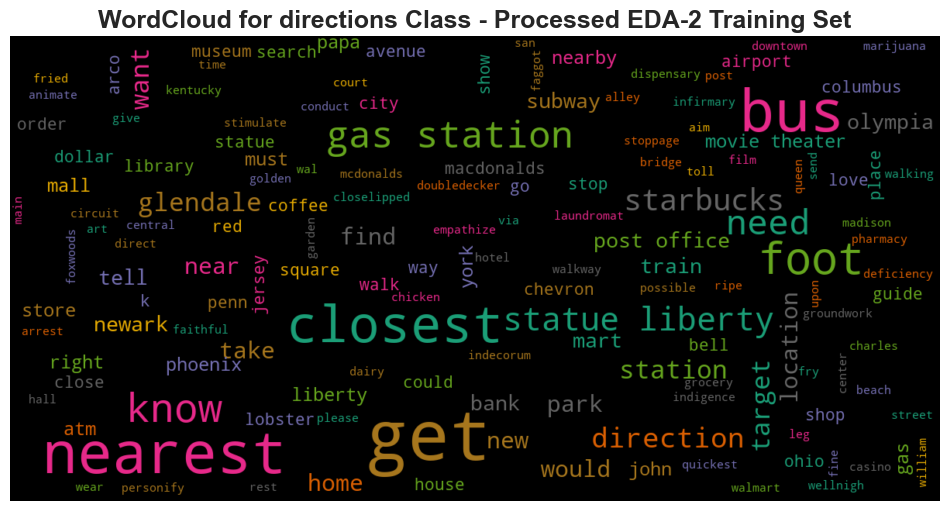 WordCloud for directions Class - Processed EDA-2 Training Set
san downtown marijuana
museum search papa avenue show nearby airport
time fried arco want court faggot dispensary post
animate kentucky conduct city subway alley infirmary bus columbus
order give stimulate statue gas station stoppage aim movie theater olympia
dollar library must macdonalds bridge film place
mall golden wal mcdonalds doubledecker go stop toll queen send love walking
main glendale coffee closelipped starbucks need
circuit art central red garden via laundromat madison
foxwoods direct near find empathize post office foot pharmacy
tell jersey square way york hotel train deficiency
k walk chevron walkway possible ripe upon guide
store penn chicken closest statue liberty location groundwork
newark arrest faithful mart bell charles
right phoenix take indecorum station target fry center
close dairy could grocery beach
hall know liberty bank park indigence shop street
atm lobster please leg
nearest get new direction ohio gas william
would john quickest fine casino
wear personify rest home house walmart wellnigh